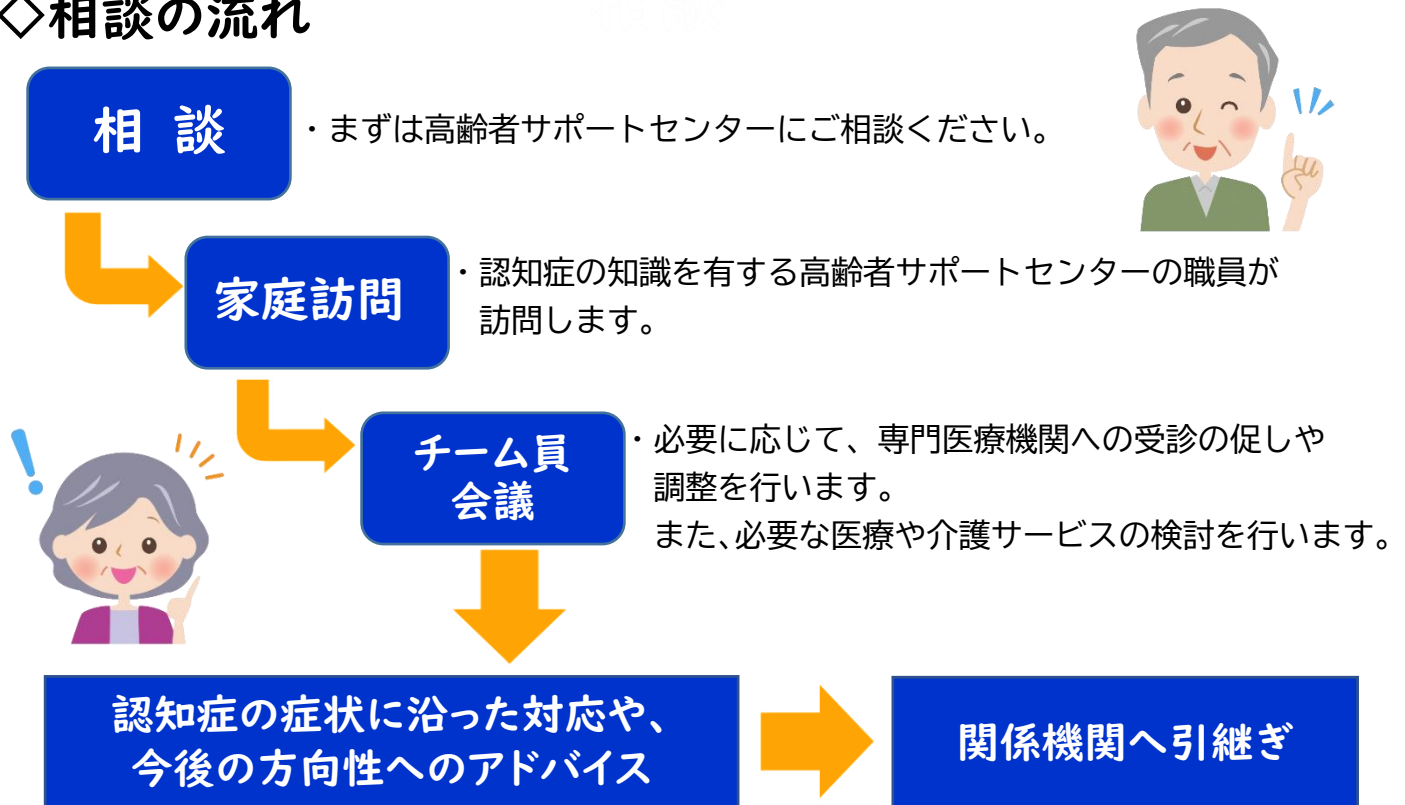 ◇相談の流れ
相 談
・まずは高齢者サポートセンターにご相談ください。
家庭訪問
・認知症の知識を有する高齢者サポートセンターの職員が
訪問します。
チーム員
会議
・必要に応じて、専門医療機関への受診の促しや
調整を行います。
また、必要な医療や介護サービスの検討を行います。
認知症の症状に沿った対応や、
今後の方向性へのアドバイス
関係機関へ引継ぎ